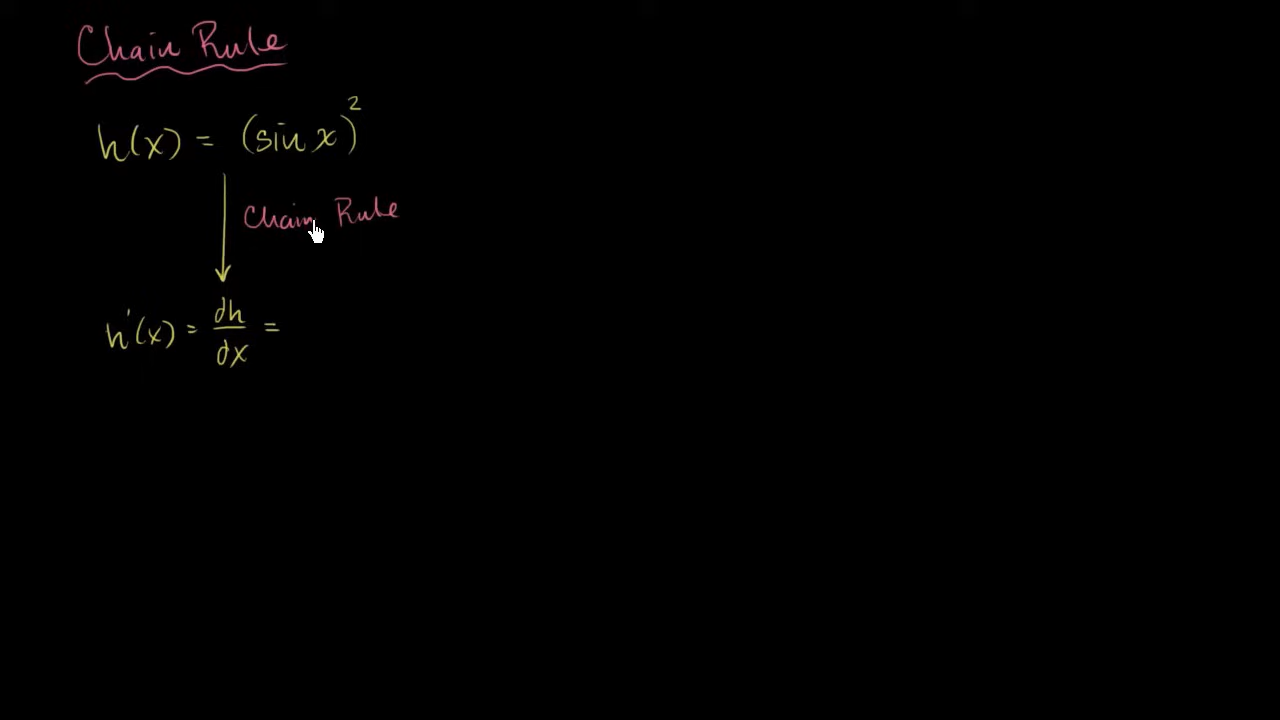 Chain Rule
h(x) = (sin x)²
Chain Rule
h'(x) = dh/dx =